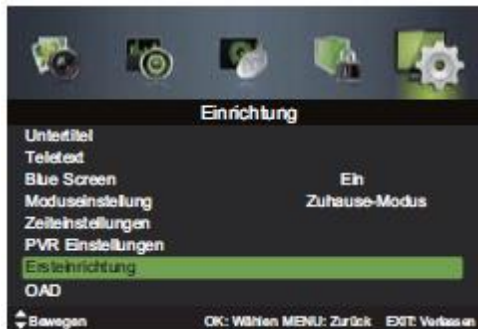 Einrichtung
Untertitel
Teletext
Blue Screen Ein
Moduseinstellung Zuhause-Modus
Zeiteinstellungen
PVR Einstellungen
Ersteinrichtung
OAD
Bewegen OK: Wählen MENU: Zurück EXIT: Verlassen